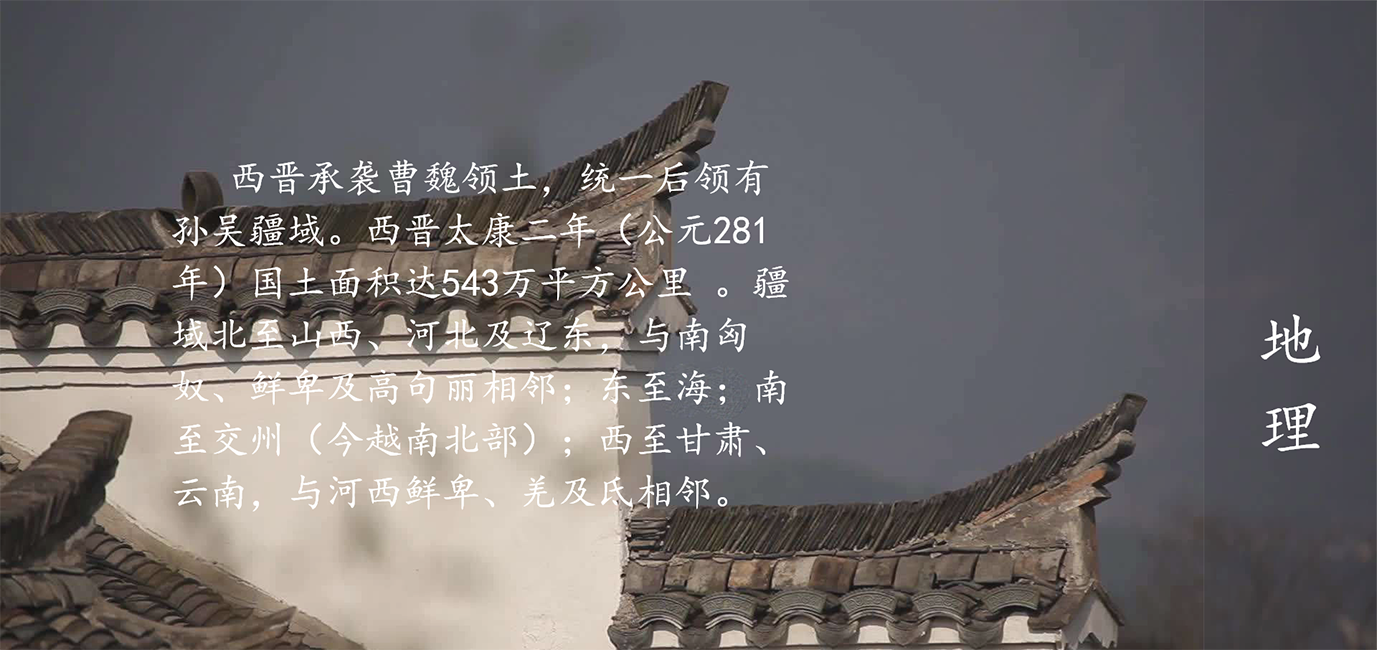 西晋承袭曹魏领土，统一后领有
孙吴疆域。西晋太康二年（公元281
年）国土面积达543万平方公里 。疆
域北至山西、河北及辽东，与南匈
奴、鲜卑及高句丽相邻；东至海；南
至交州（今越南北部）；西至甘肃、
云南，与河西鲜卑、羌及氐相邻。
地
理